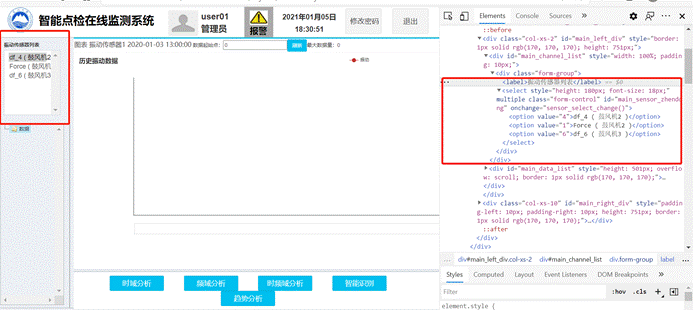 智能点检在线监测系统
user01
管理员
报警
2021年01月05日
18:30:51
修改密码
退出
振动传感器列表
df_4 ( 鼓风机2
Force ( 鼓风机
df_6 ( 鼓风机3
数据
图表 振动传感器1 2020-01-03 13:00:00 数据起始点: 0 刷新 最大数据量: 0
历史振动数据
时域分析
频域分析
时频域分析
智能识别
趋势分析
Elements
Console
Sources
::before
<div class="col-xs-2" id="main_left_div" style="border:
1px solid rgb(170, 170, 170); height: 751px;">
<div id="main_channel_list" style="width: 100%; padd
ing: 10px;">
<div class="form-group">
<label>振动传感器列表</label> == $0
<select style="height: 180px; font-size: 18px;"
multiple class="form-control" id="main_sensor_zhendo
ng" onchange="sensor_select_change()">
<option value="4">df_4 ( 鼓风机2 )</option>
<option value="1">Force ( 鼓风机2 )</option>
<option value="6">df_6 ( 鼓风机3 )</option>
</select>
</div>
</div>
<div id="main_data_list" style="height: 501px; overflo
w: scroll; border: 1px solid rgb(170, 170, 170);">…
</div>
</div>
<div class="col-xs-10" id="main_right_div" style="padd
ing-left: 10px; padding-right: 10px; height: 751px; bord
er: 1px solid rgb(170, 170, 170);">…</div>
::after
</div>
… div#main_left_div.col-xs-2 div#main_channel_list div.form-group label …
Styles
Computed
Layout
Event Listeners
DOM Breakpoints
Filter
:hov .cls +
element.style {